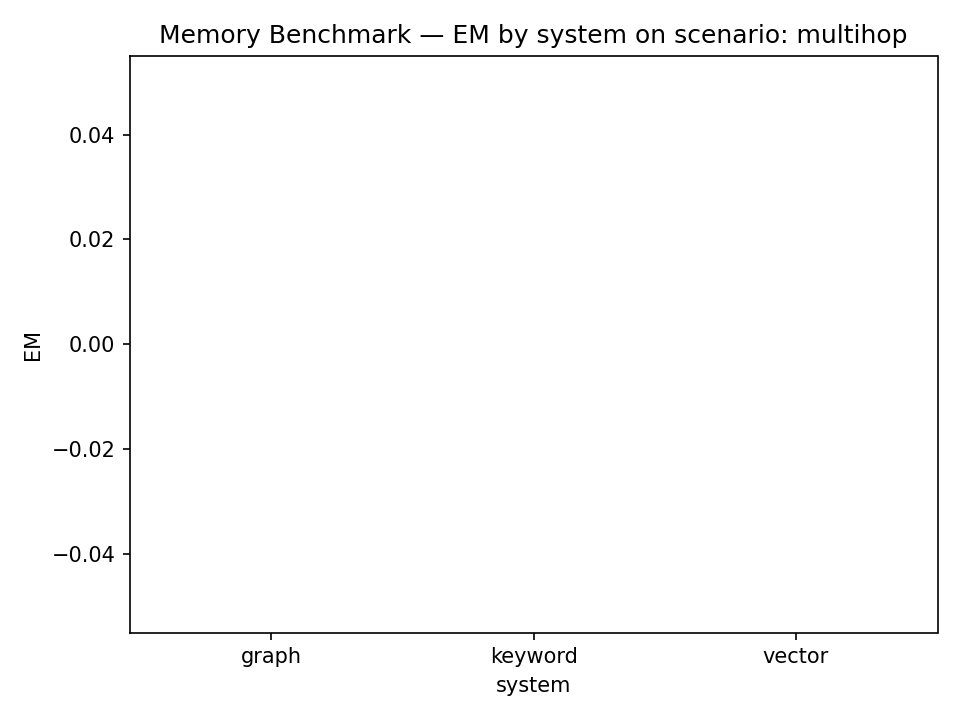 Memory Benchmark — EM by system on scenario: multihop
0.04
0.02
0.00
−0.02
−0.04
EM
graph keyword vector
system